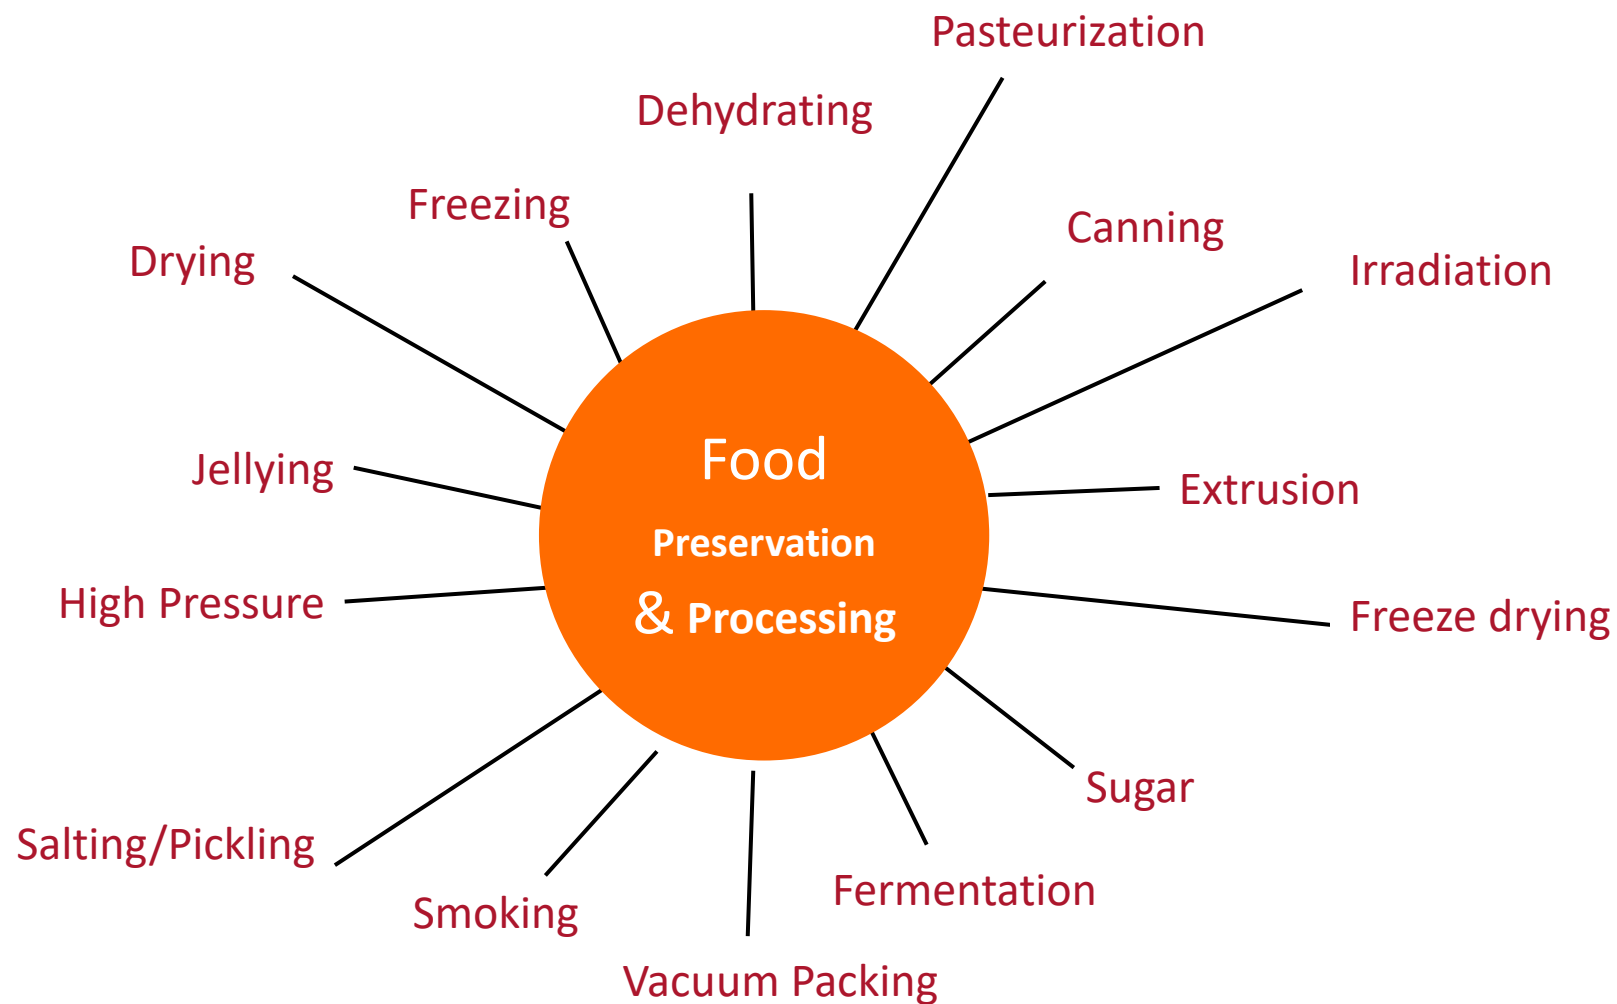 Pasteurization
Dehydrating
Freezing
Canning
Drying
Irradiation
Food
Preservation
& Processing
Jellying
Extrusion
High Pressure
Freeze drying
Sugar
Salting/Pickling
Smoking
Fermentation
Vacuum Packing